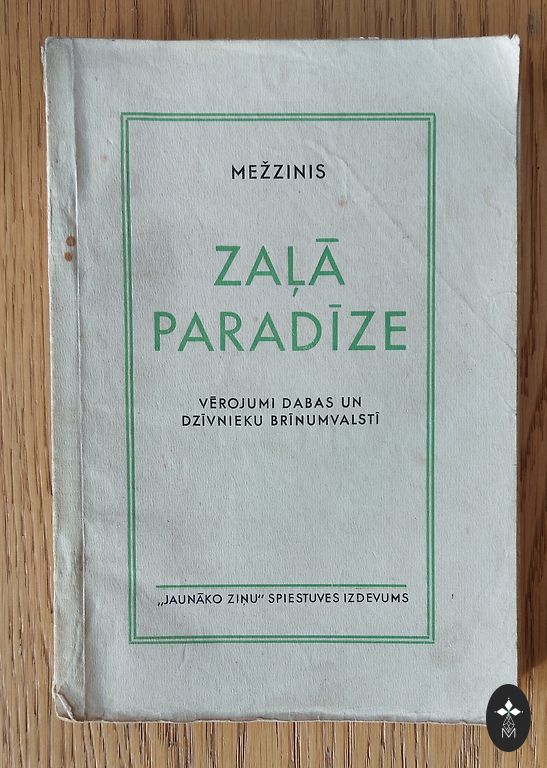 MEŽZINIS
ZAĻĀ
PARADĪZE
VĒROJUMI DABAS UN
DZĪVNIEKU BRĪNUMVALSTĪ
„JAUNĀKO ZIŅU“ SPIESTUVES IZDEVUMS